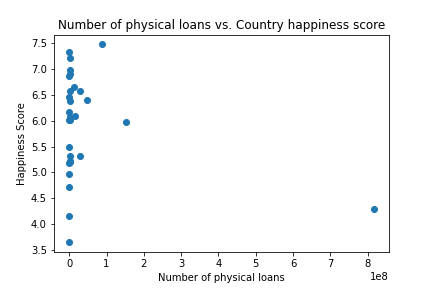 Number of physical loans vs. Country happiness score
7.5
7.0
6.5
6.0
5.5
5.0
4.5
4.0
3.5
Happiness Score
0 1 2 3 4 5 6 7 8
1e8
Number of physical loans